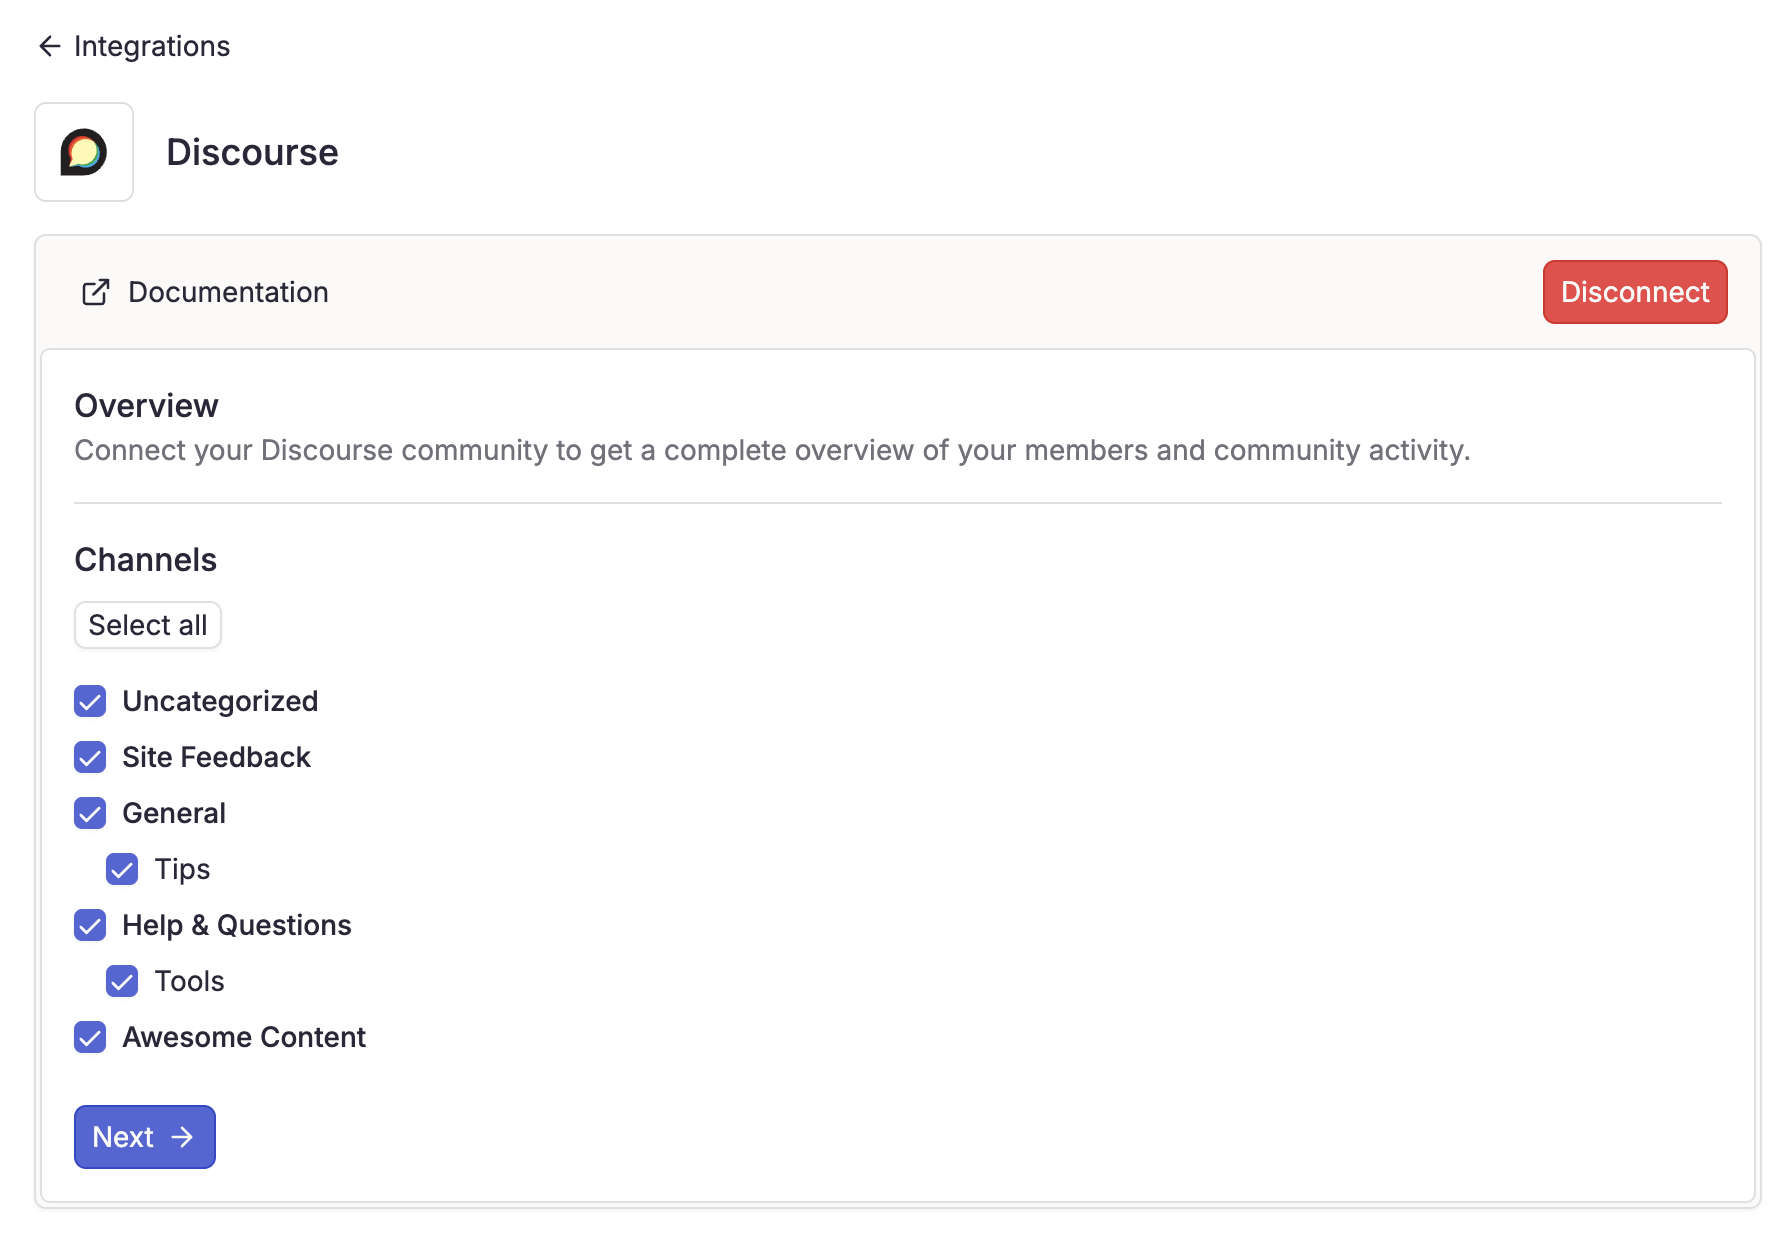 Integrations
Discourse
Documentation
Disconnect
Overview
Connect your Discourse community to get a complete overview of your members and community activity.
Channels
Select all
Uncategorized
Site Feedback
General
Tips
Help & Questions
Tools
Awesome Content
Next